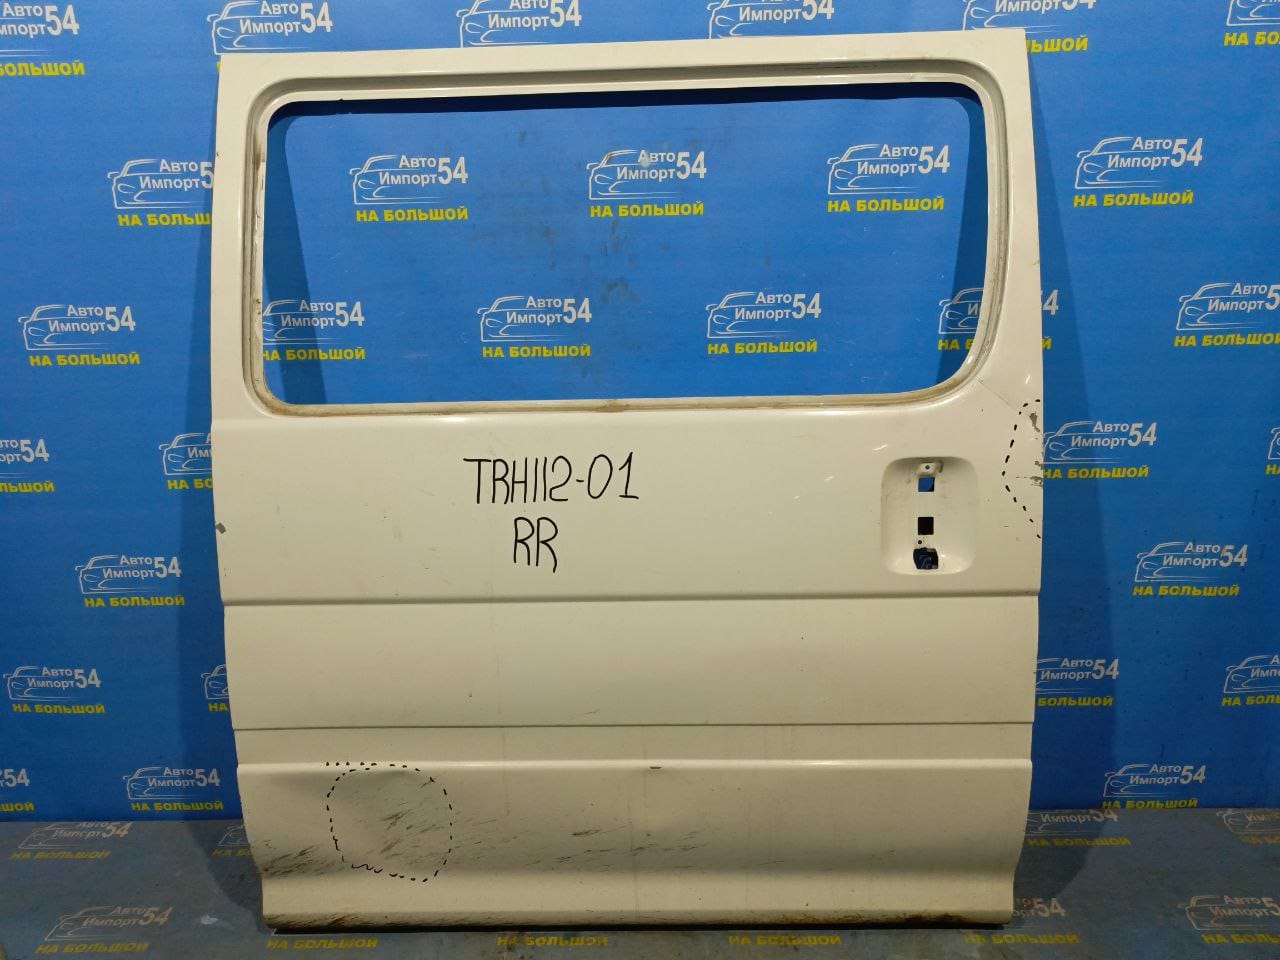 Авто
Импорт54
НА БОЛЬШОЙ
TRH112-01
RR